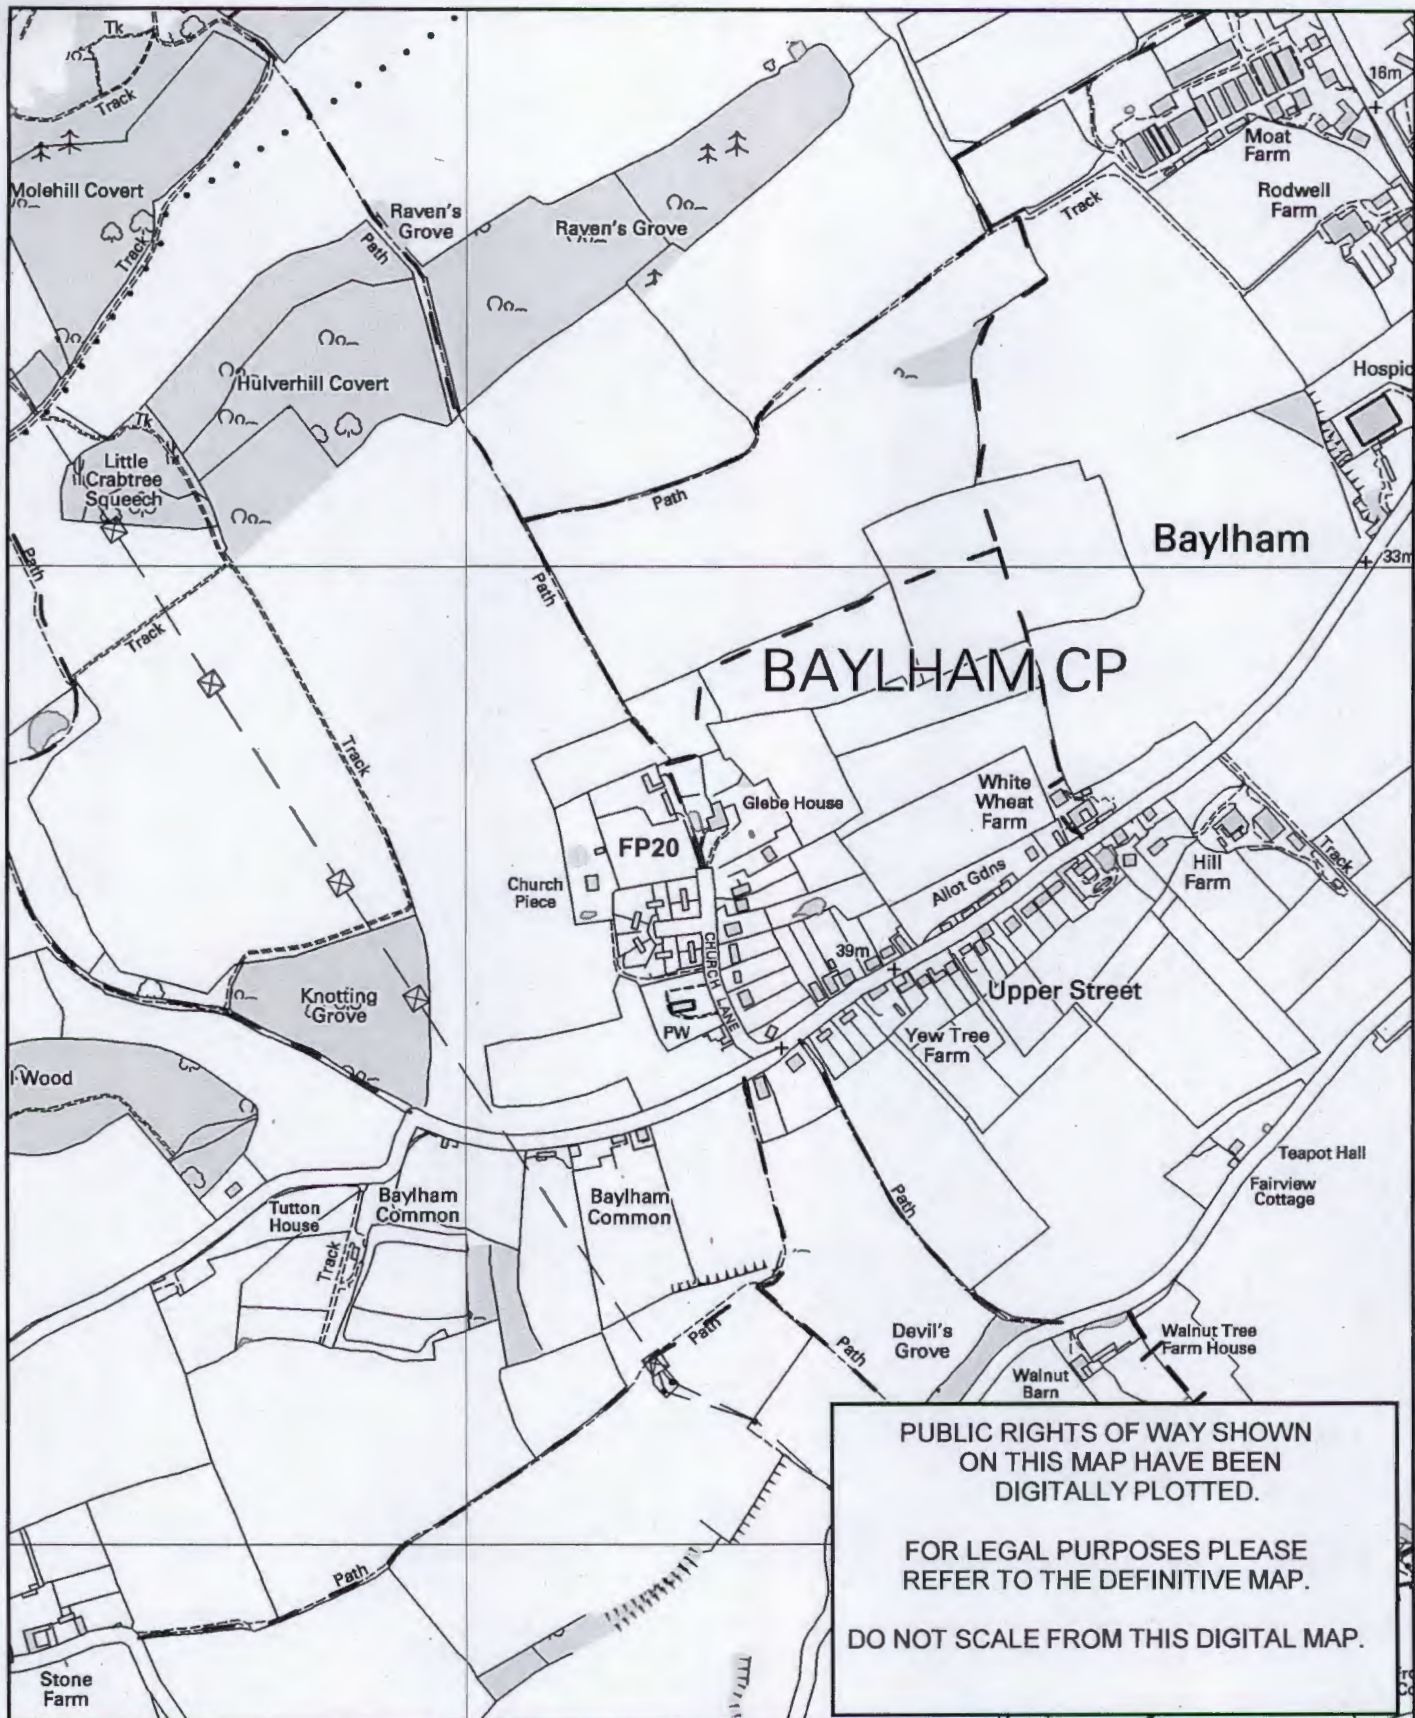 Tk
Track
Molehill Covert
Track
Raven's
Grove
Path
Raven's Grove
Track
Moat
Farm
16m
Rodwell
Farm
Hulverhill Covert
Tk
Little
Crabtree
Squeech
Path
Hospic
Baylham
33m
Path
Track
Path
BAYLHAM CP
Track
White
Wheat
Farm
Glebe House
FP20
Church
Piece
Allot Gdns
Hill
Farm
Track
CHURCH LANE
39m
Knotting
Grove
PW
Upper Street
Yew Tree
Farm
l Wood
Teapot Hall
Fairview
Cottage
Tutton
House
Baylham
Common
Baylham
Common
Path
Track
Path
Path
Devil's
Grove
Walnut Tree
Farm House
Walnut
Barn
PUBLIC RIGHTS OF WAY SHOWN
ON THIS MAP HAVE BEEN
DIGITALLY PLOTTED.
FOR LEGAL PURPOSES PLEASE
REFER TO THE DEFINITIVE MAP.
DO NOT SCALE FROM THIS DIGITAL MAP.
Path
Stone
Farm